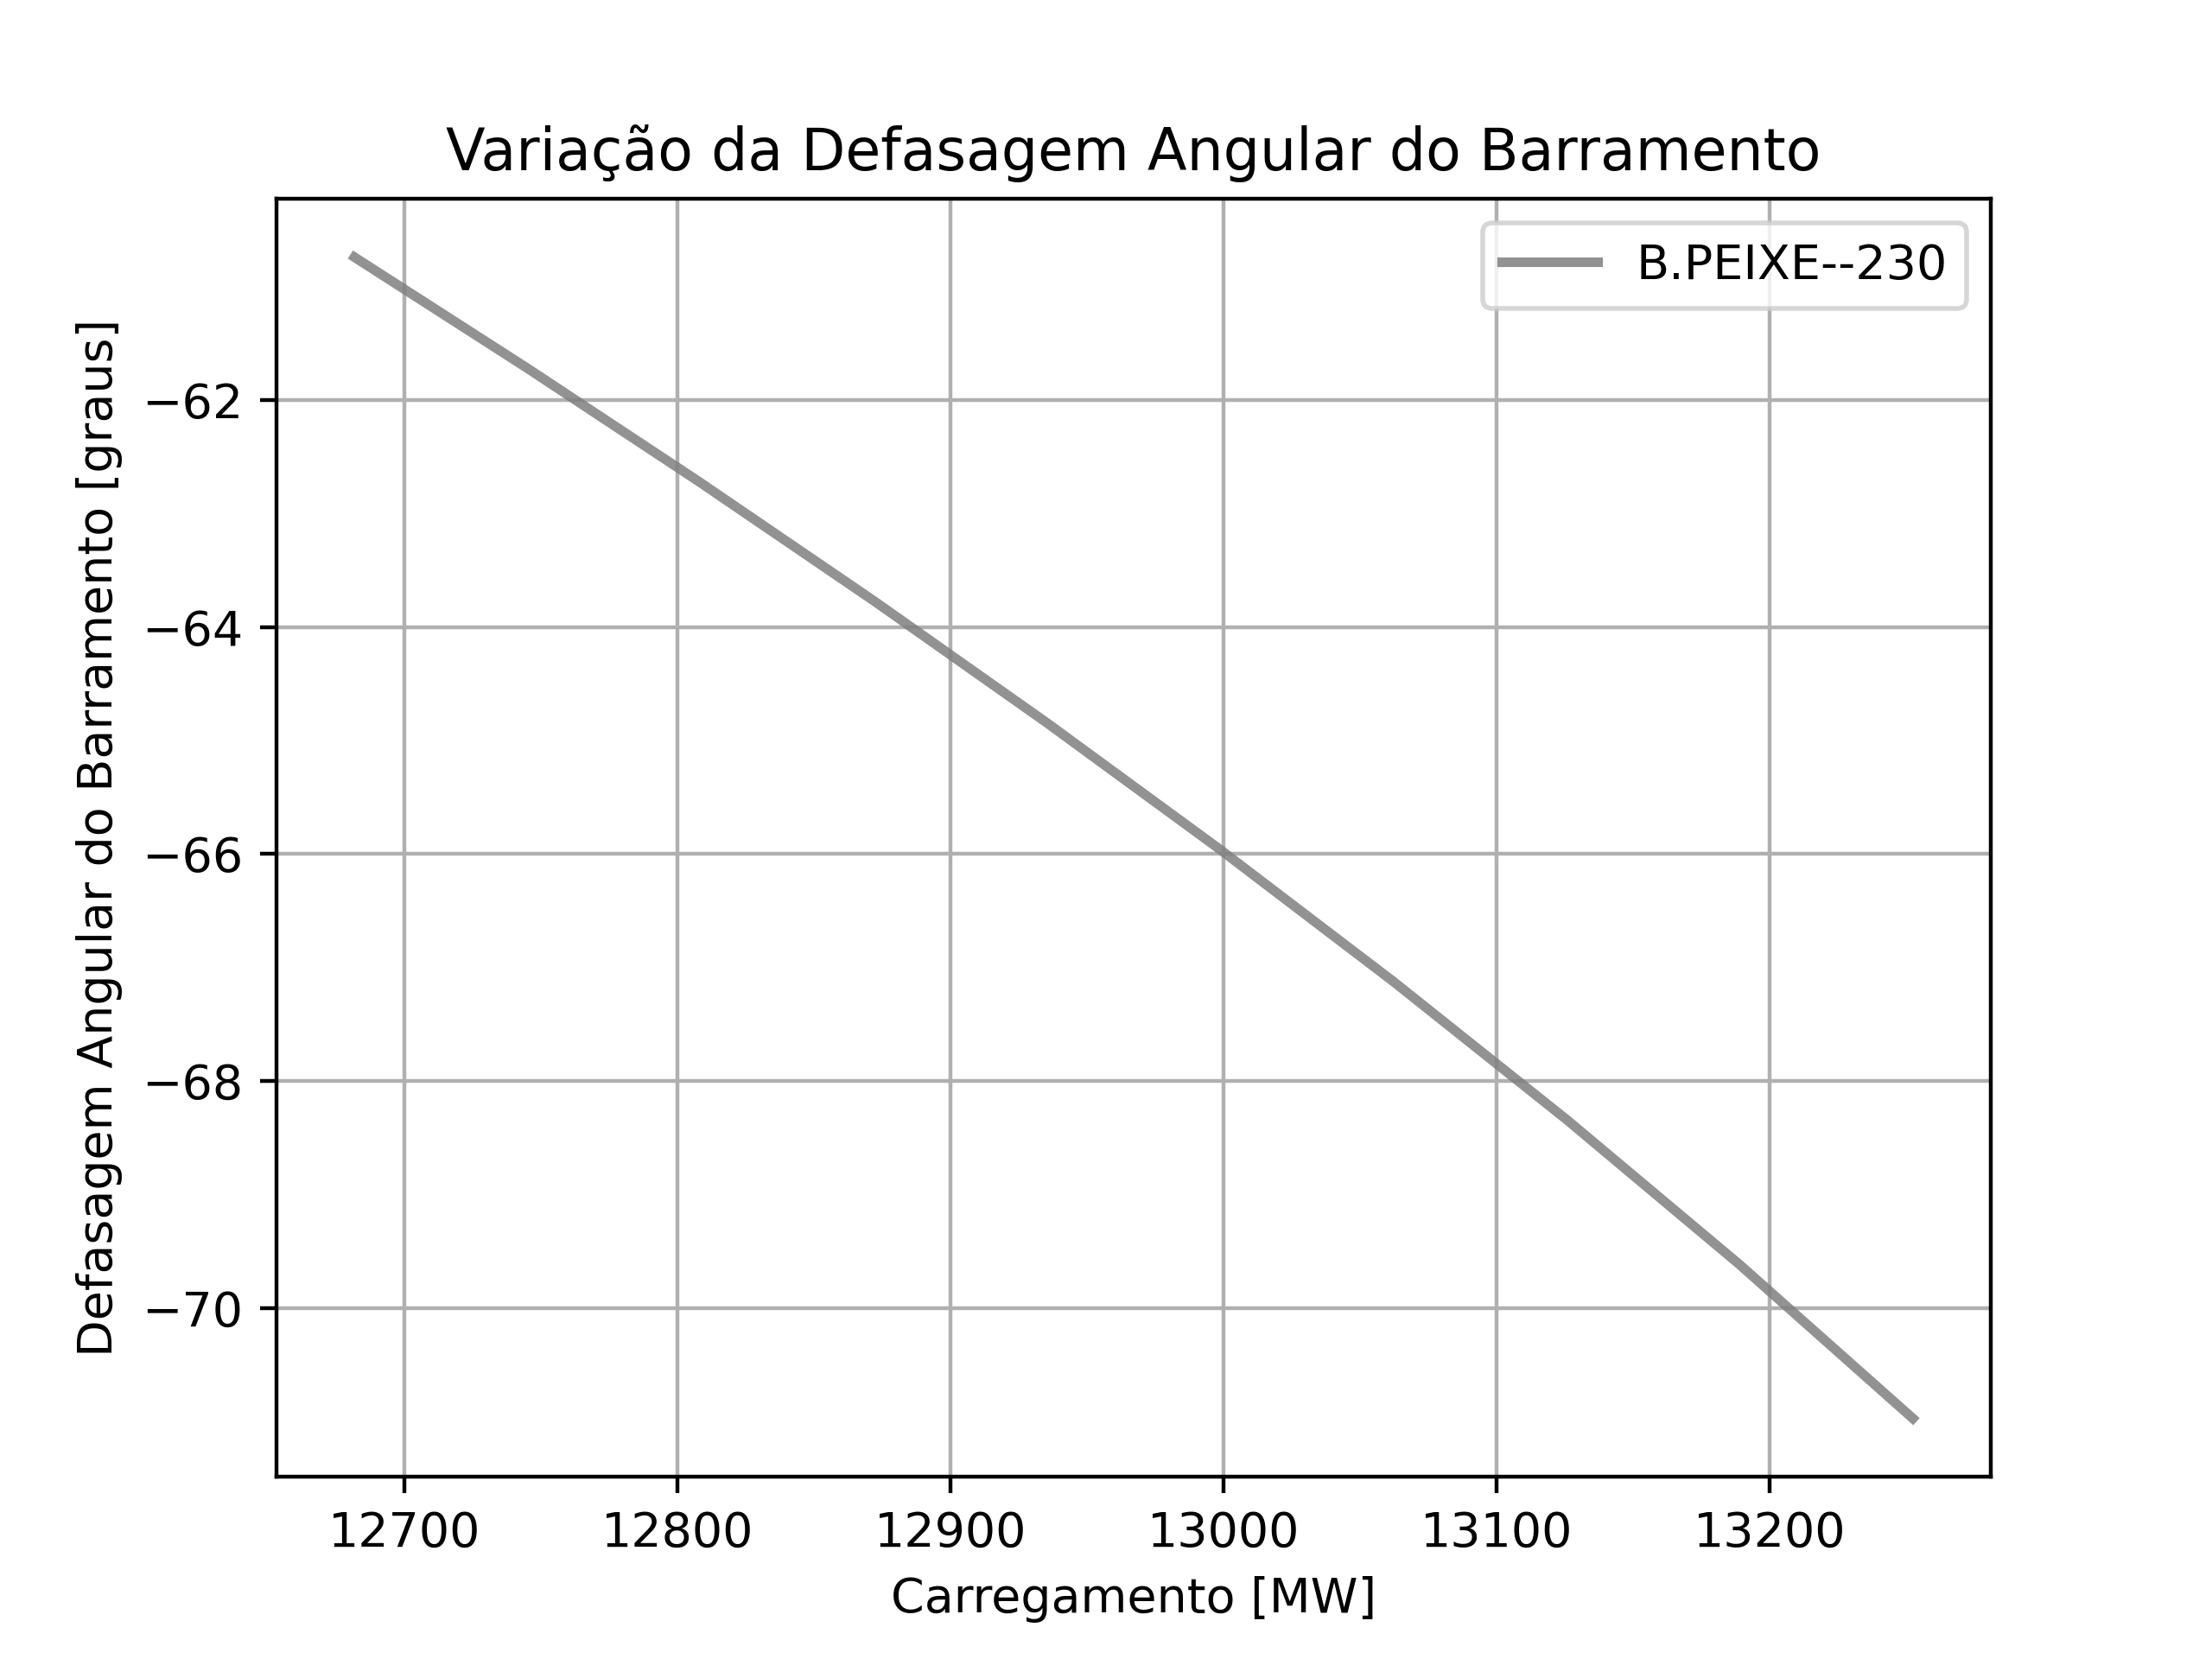 Variação da Defasagem Angular do Barramento
B.PEIXE--230
Defasagem Angular do Barramento [graus]
−62
−64
−66
−68
−70
12700 12800 12900 13000 13100 13200
Carregamento [MW]